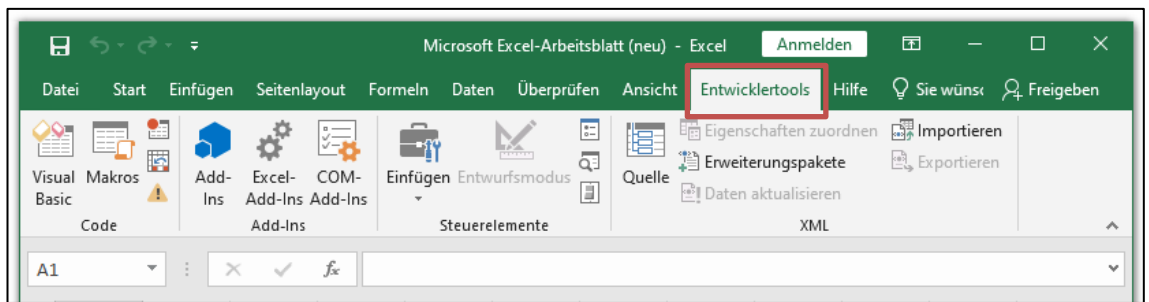 Microsoft Excel-Arbeitsblatt (neu) - Excel Anmelden
Datei Start Einfügen Seitenlayout Formeln Daten Überprüfen Ansicht Entwicklertools Hilfe Sie wünsc Freigeben
Visual Basic
Makros
Code
Add-Ins
Excel-Add-Ins
COM-Add-Ins
Add-Ins
Einfügen
Entwurfsmodus
Steuerelemente
Quelle
Eigenschaften zuordnen
Erweiterungspakete
Daten aktualisieren
Importieren
Exportieren
XML
A1
fx